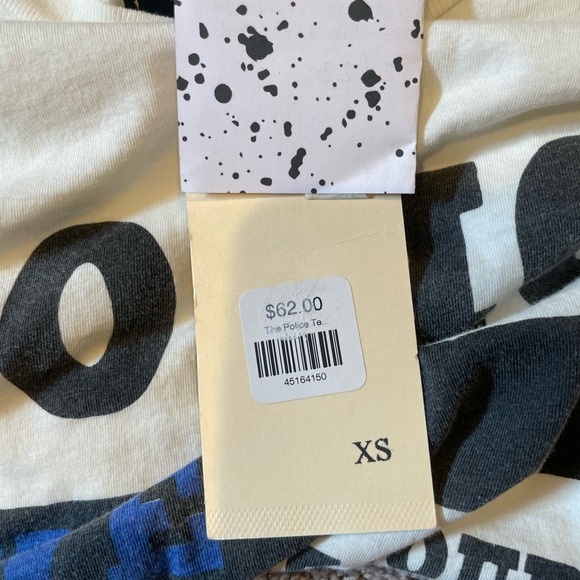 O
$62.00
The Police Te...
45164150
XS